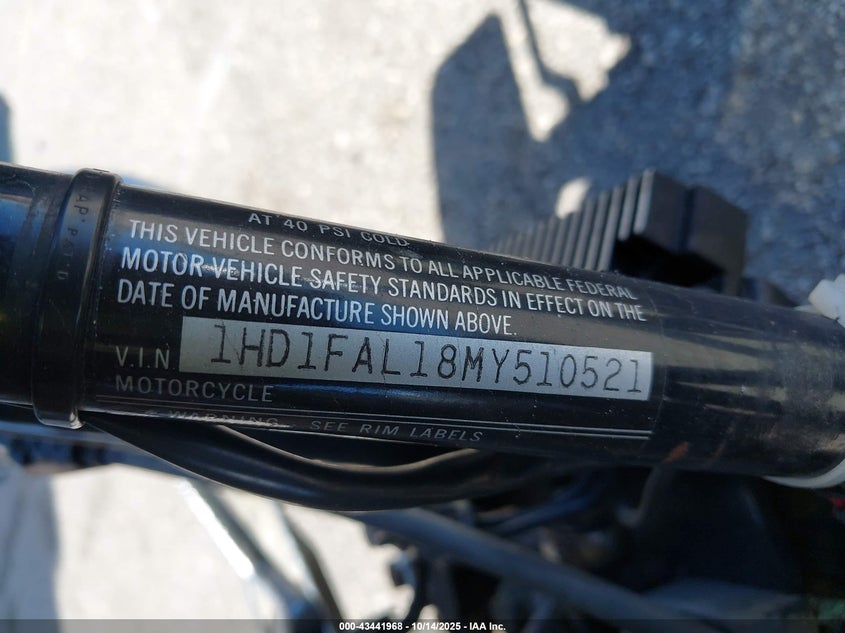 AT 40 PSI COLD
THIS VEHICLE CONFORMS TO ALL APPLICABLE FEDERAL
MOTOR VEHICLE SAFETY STANDARDS IN EFFECT ON THE
DATE OF MANUFACTURE SHOWN ABOVE.
V.I.N 1HD1FAL18MY510521
MOTORCYCLE
WARNING SEE RIM LABELS
000-43441968 - 10/14/2025 - © IAA, Inc.